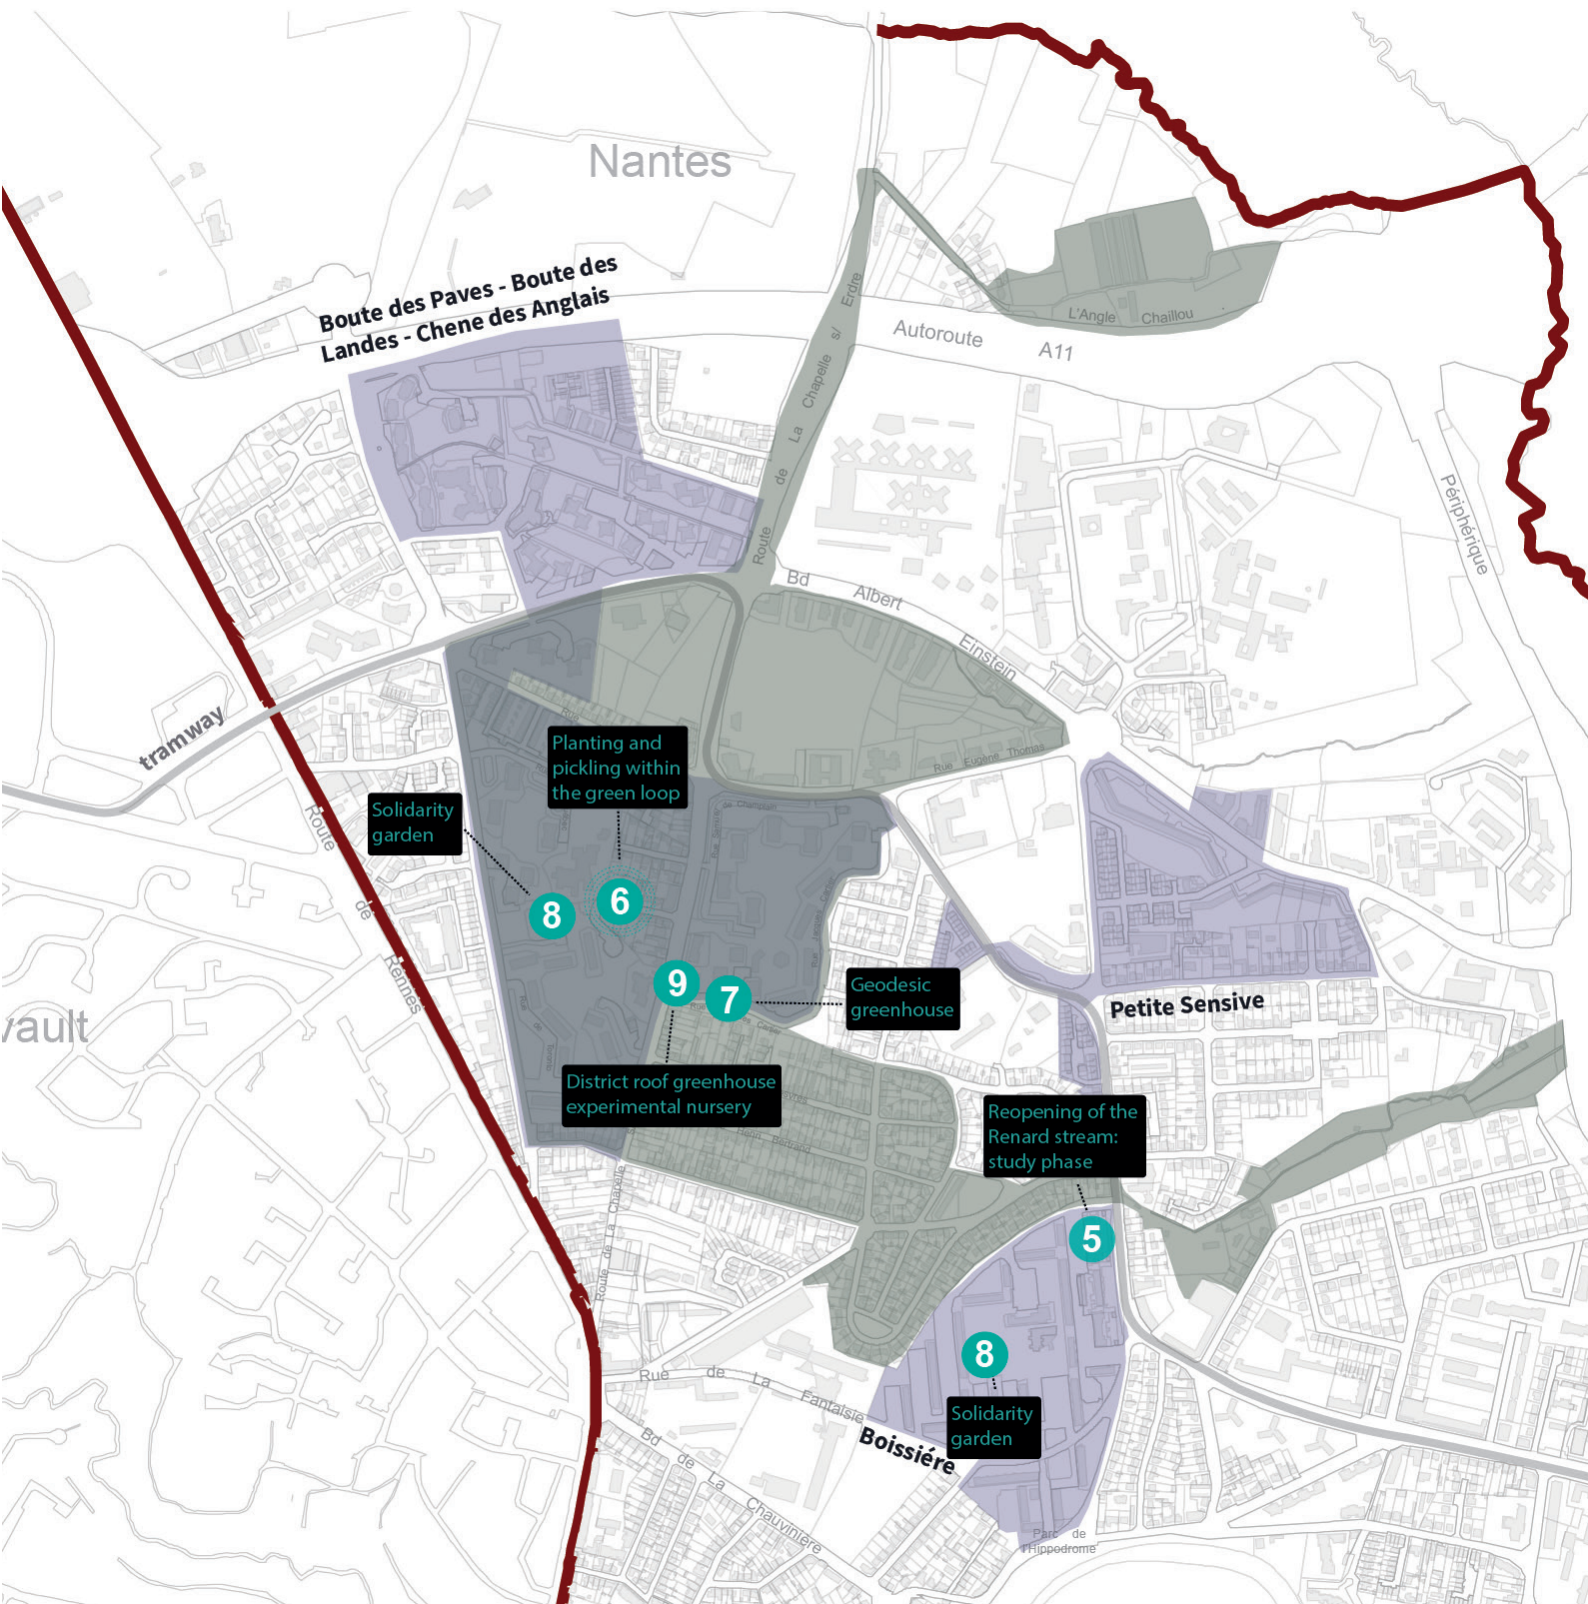 Nantes
Boute des Paves - Boute des
Landes - Chene des Anglais
Route de La Chapelle s/ Erdre
L'Angle Chaillou
Autoroute A11
Périphérique
Bd Albert Einstein
tramway
Rue Eugène Thomas
Planting and
pickling within
the green loop
Solidarity
garden
de Champlain
8
6
9
7
Geodesic
greenhouse
Petite Sensive
Route de Rennes
vault
District roof greenhouse
experimental nursery
Reopening of the
Renard stream:
study phase
5
Route de La Chapelle
8
Rue de La Fantaisie
Solidarity
garden
Boissiére
Bd de La Chauvinière
Parc de
l'Hippodrome